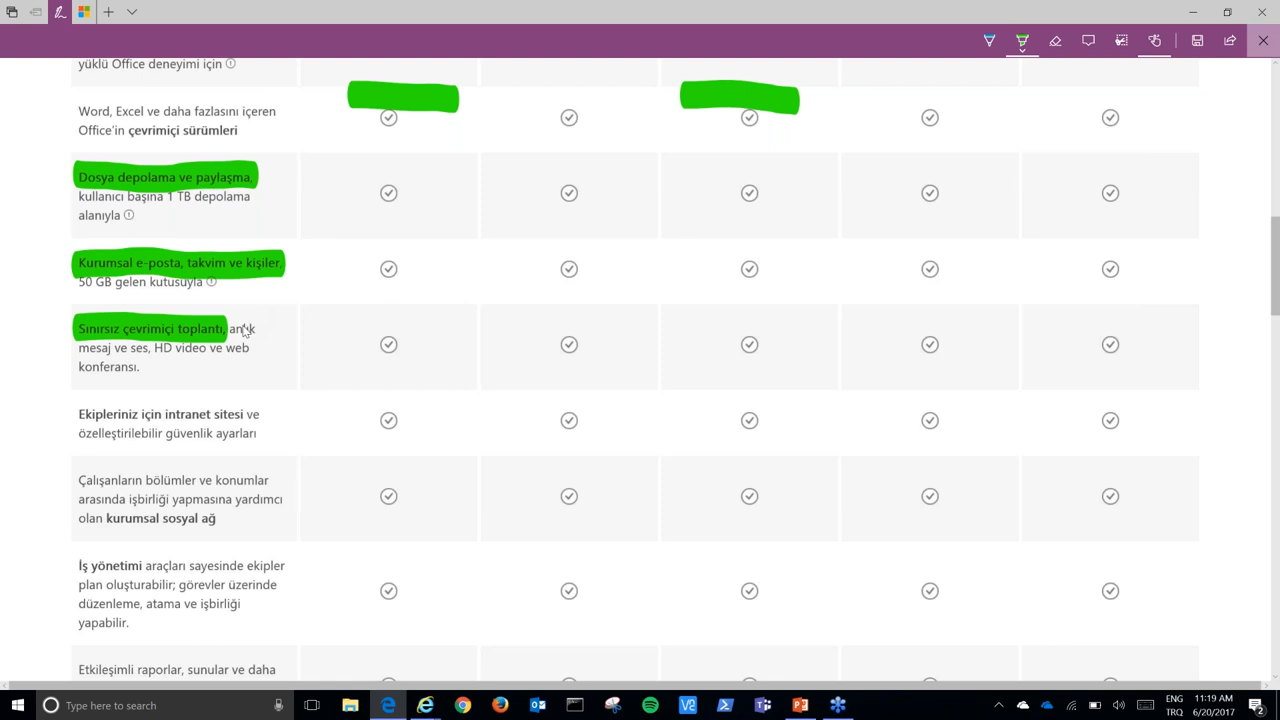 yüklü Office deneyimi için
Word, Excel ve daha fazlasını içeren
Office'in çevrimiçi sürümleri
Dosya depolama ve paylaşma,
kullanıcı başına 1 TB depolama
alanıyla
Kurumsal e-posta, takvim ve kişiler,
50 GB gelen kutusuyla
Sınırsız çevrimiçi toplantı, anlık
mesaj ve ses, HD video ve web
konferansı.
Ekipleriniz için intranet sitesi ve
özelleştirilebilir güvenlik ayarları
Çalışanların bölümler ve konumlar
arasında işbirliği yapmasına yardımcı
olan kurumsal sosyal ağ
İş yönetimi araçları sayesinde ekipler
plan oluşturabilir; görevler üzerinde
düzenleme, atama ve işbirliği
yapabilir.
Etkileşimli raporlar, sunular ve daha
Type here to search
ENG
TRQ
11:19 AM
6/20/2017
2